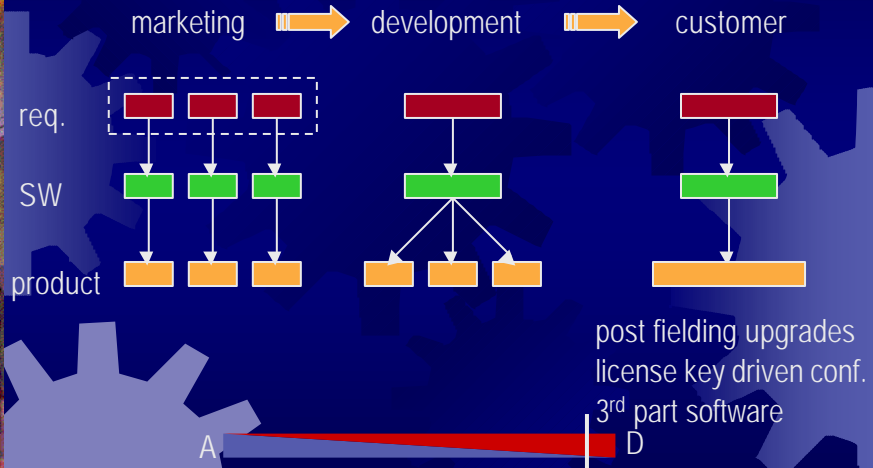 marketing development customer
req.
SW
product
post fielding upgrades
license key driven conf.
3rd part software
A D